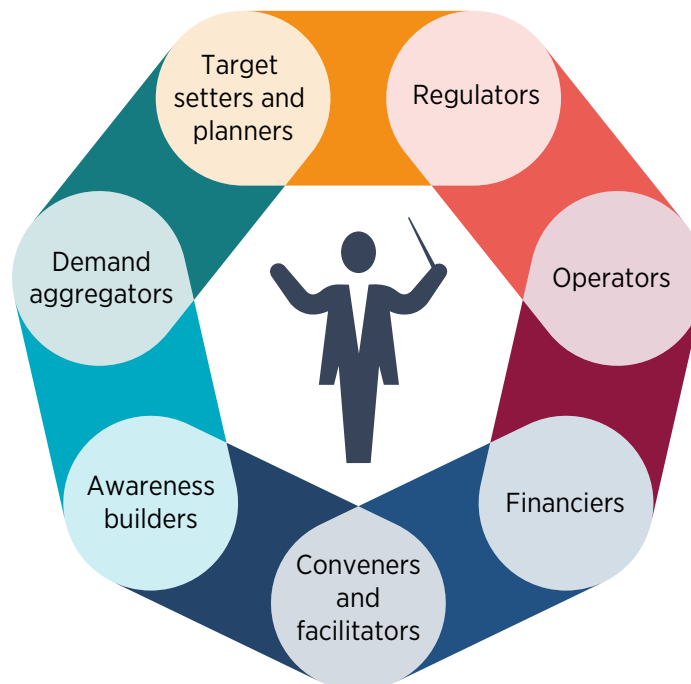 Target
setters and
planners
Regulators
Demand
aggregators
Operators
Awareness
builders
Financiers
Conveners
and
facilitators